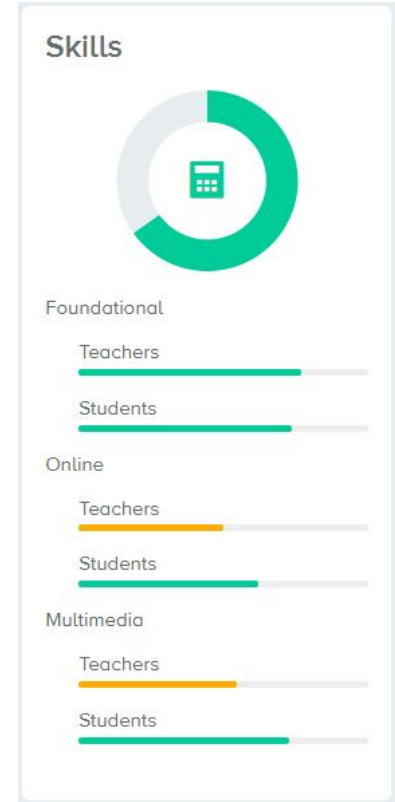 Skills
Foundational
Teachers
Students
Online
Teachers
Students
Multimedia
Teachers
Students